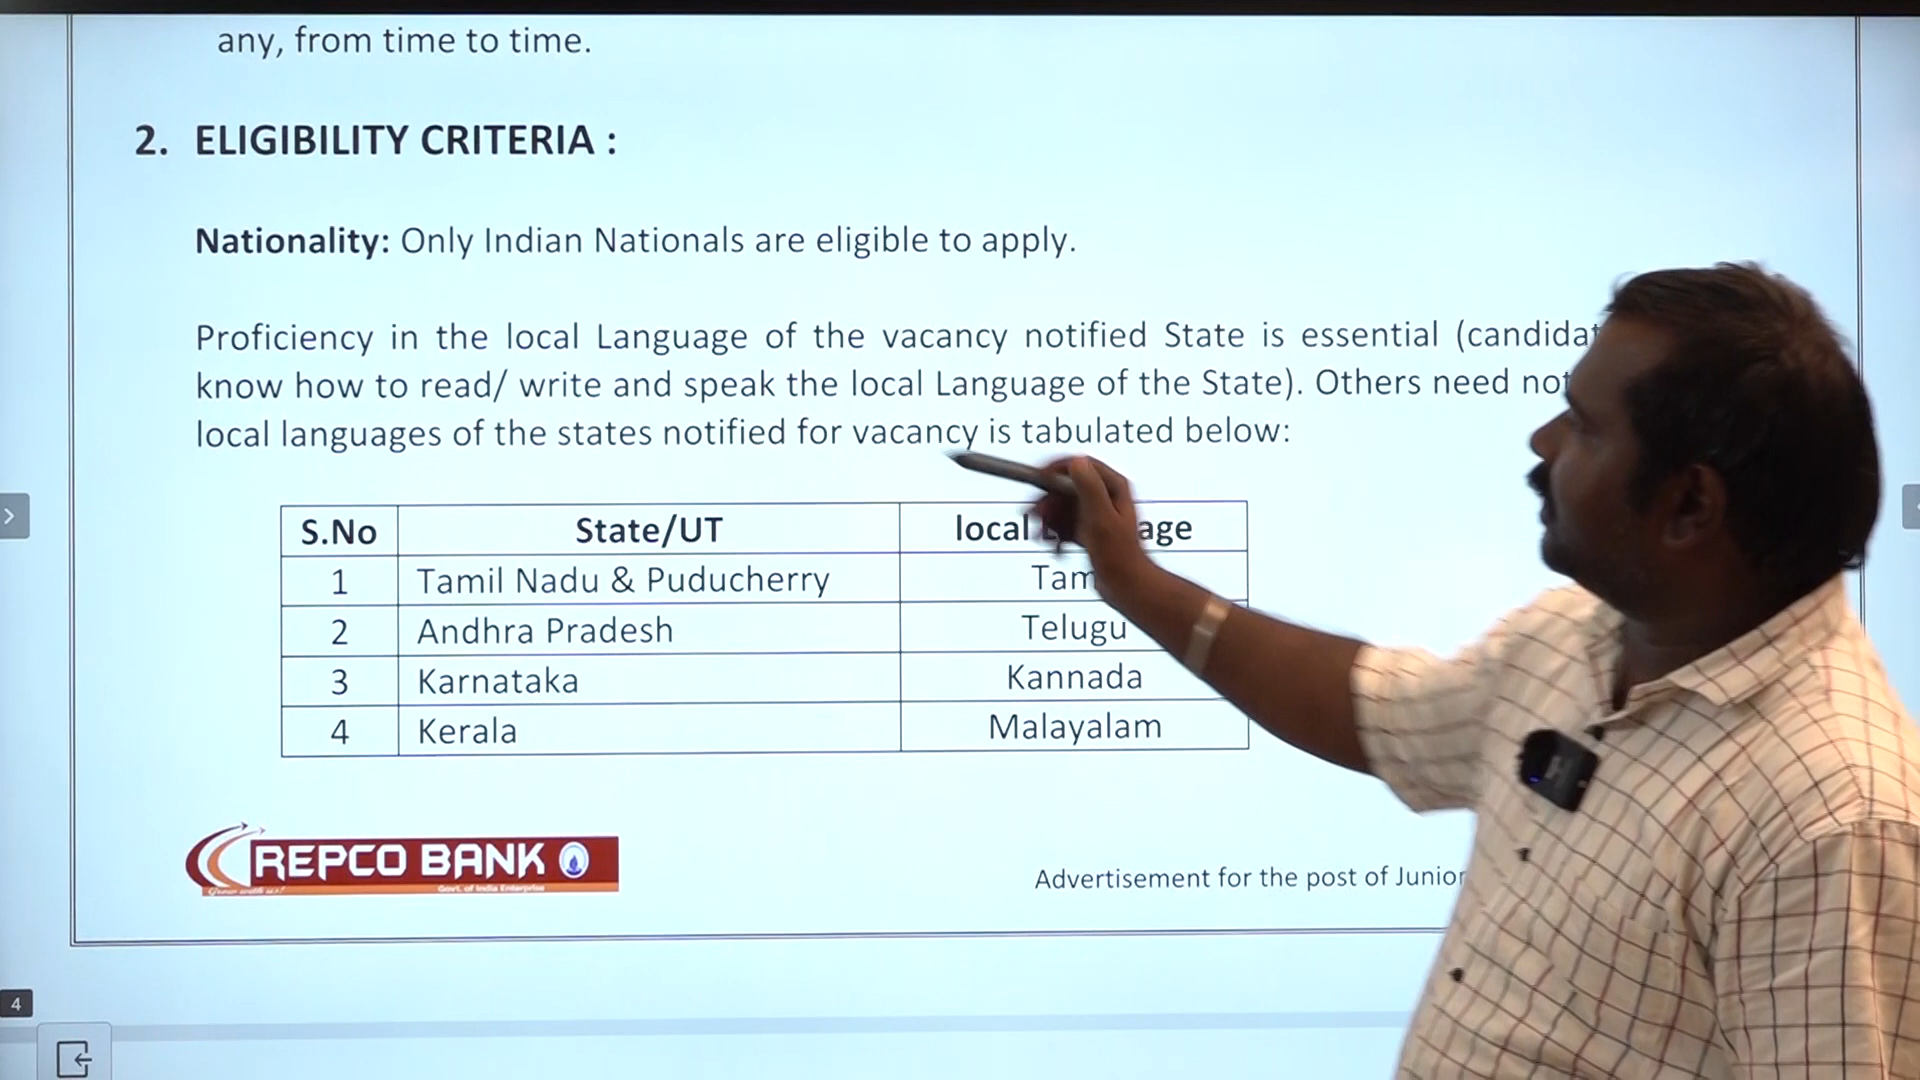 any, from time to time.
2. ELIGIBILITY CRITERIA :
Nationality: Only Indian Nationals are eligible to apply.
Proficiency in the local Language of the vacancy notified State is essential
know how to read/ write and speak the local Language of the State). Others need not
local languages of the states notified for vacancy is tabulated below:
S.No State/UT local
1 Tamil Nadu & Puducherry
2 Andhra Pradesh Telugu
3 Karnataka Kannada
4 Kerala Malayalam
REPCO BANK
Govt. of India Enterprise
Advertisement for the post of Junior
4